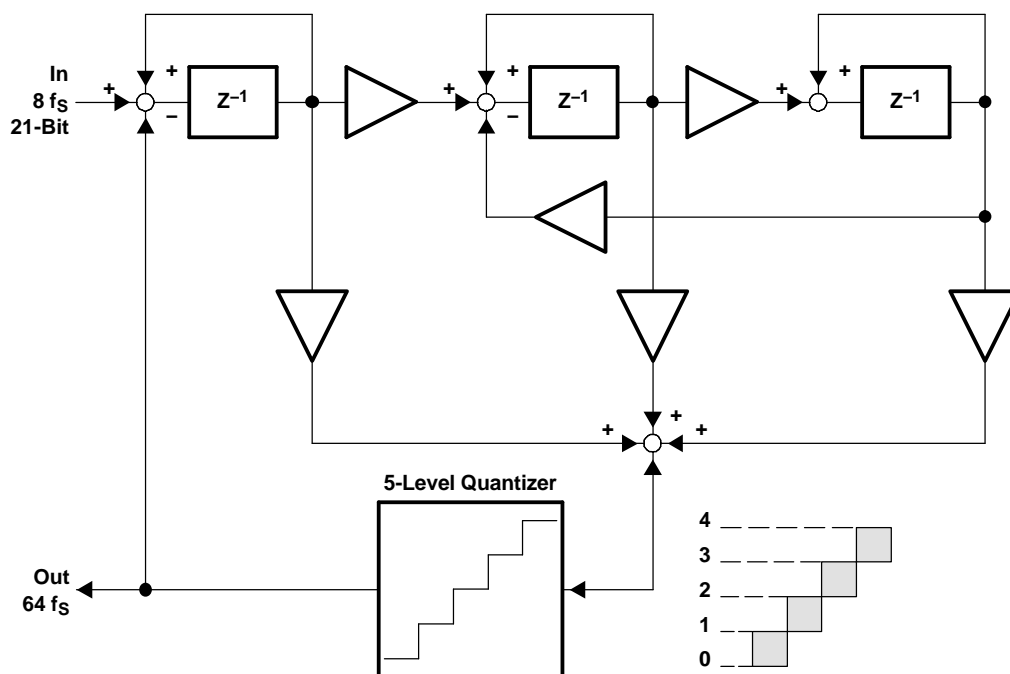 In
8 fS
21-Bit
+
+
−
Z–1
+
+
−
Z–1
+
+
Z–1
+
+
+
5-Level Quantizer
Out
64 fS
4
3
2
1
0